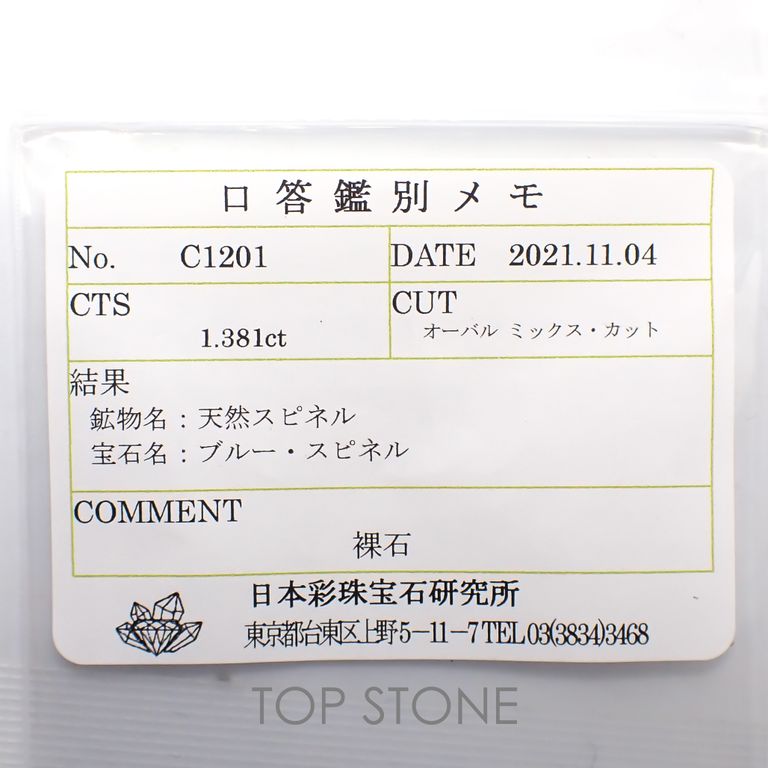 口答鑑別メモ
No. C1201
DATE 2021.11.04
CTS
1.381ct
CUT
オーバル ミックス・カット
結果
鉱物名：天然スピネル
宝石名：ブルー・スピネル
COMMENT
裸石
日本彩珠宝石研究所
東京都台東区上野5-11-7 TEL 03(3834)3468
TOP STONE